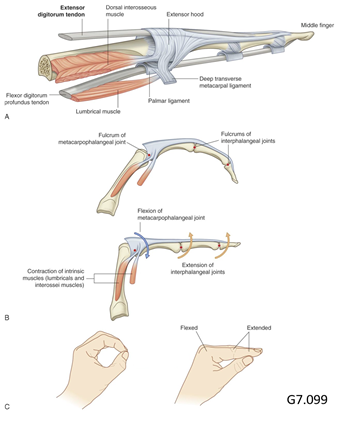 Extensor
digitorum tendon
Dorsal interosseous
muscle
Extensor hood
Middle finger
Flexor digitorum
profundus tendon
Lumbrical muscle
Palmar ligament
Deep transverse
metacarpal ligament
A
Fulcrum of
metacarpophalangeal
joint
Fulcrums of
interphalangeal joints
Flexion of
metacarpophalangeal joint
Contraction of intrinsic
muscles (lumbricals and
interossei muscles)
Extension of
interphalangeal joints
B
Flexed
Extended
C
G7.099